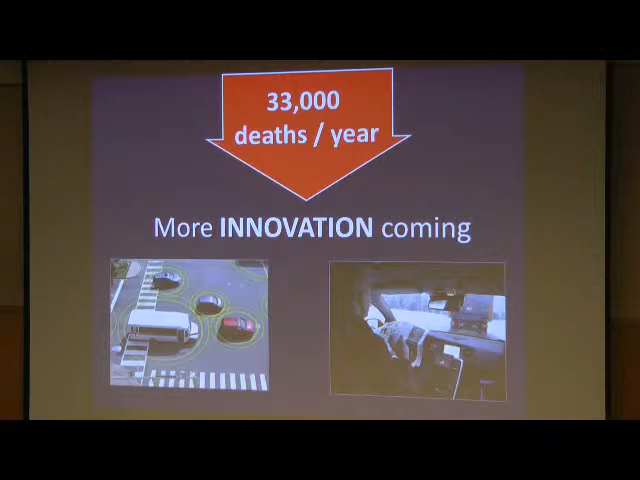 33,000
deaths / year
More INNOVATION coming